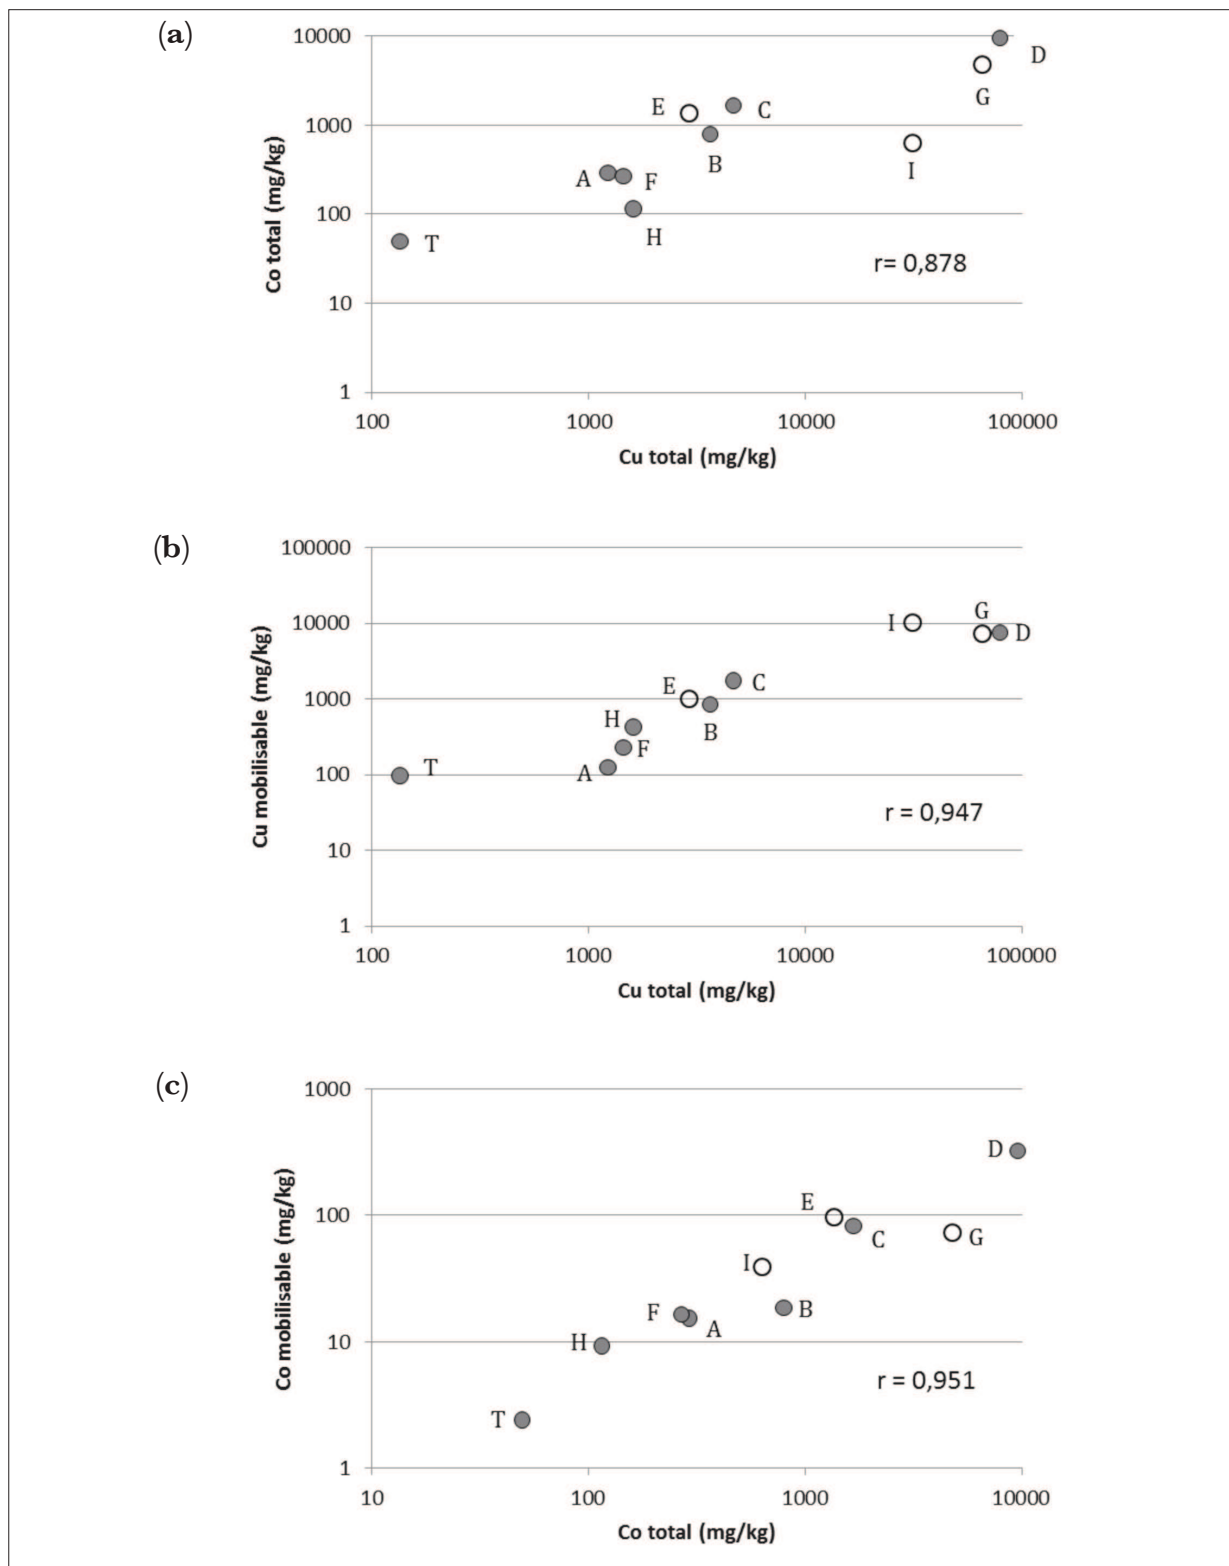 (a)
10000
1000
100
10
1
Co total (mg/kg)
D
G
E
C
B
I
A
F
H
T
r= 0,878
100
1000
10000
100000
Cu total (mg/kg)
(b)
100000
10000
1000
100
10
1
Cu mobilisable (mg/kg)
G
I
D
E
C
H
B
F
T
A
r = 0,947
100
1000
10000
100000
Cu total (mg/kg)
(c)
1000
100
10
1
Co mobilisable (mg/kg)
D
E
C
G
I
F
B
A
H
T
r = 0,951
10
100
1000
10000
Co total (mg/kg)